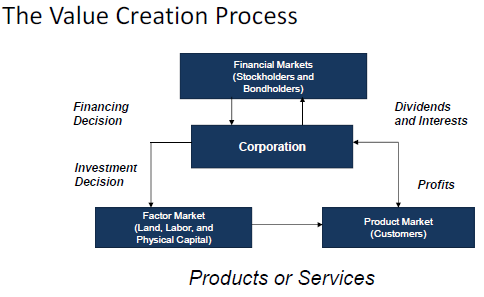 The Value Creation Process
Financial Markets
(Stockholders and
Bondholders)
Financing
Decision
Dividends
and Interests
Corporation
Investment
Decision
Profits
Factor Market
(Land, Labor, and
Physical Capital)
Product Market
(Customers)
Products or Services